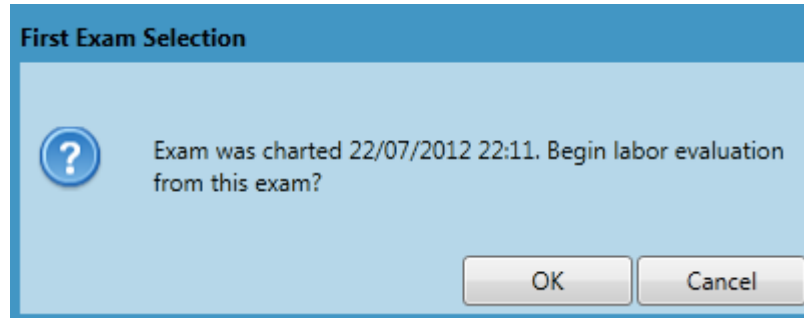 First Exam Selection
Exam was charted 22/07/2012 22:11. Begin labor evaluation
from this exam?
OK
Cancel